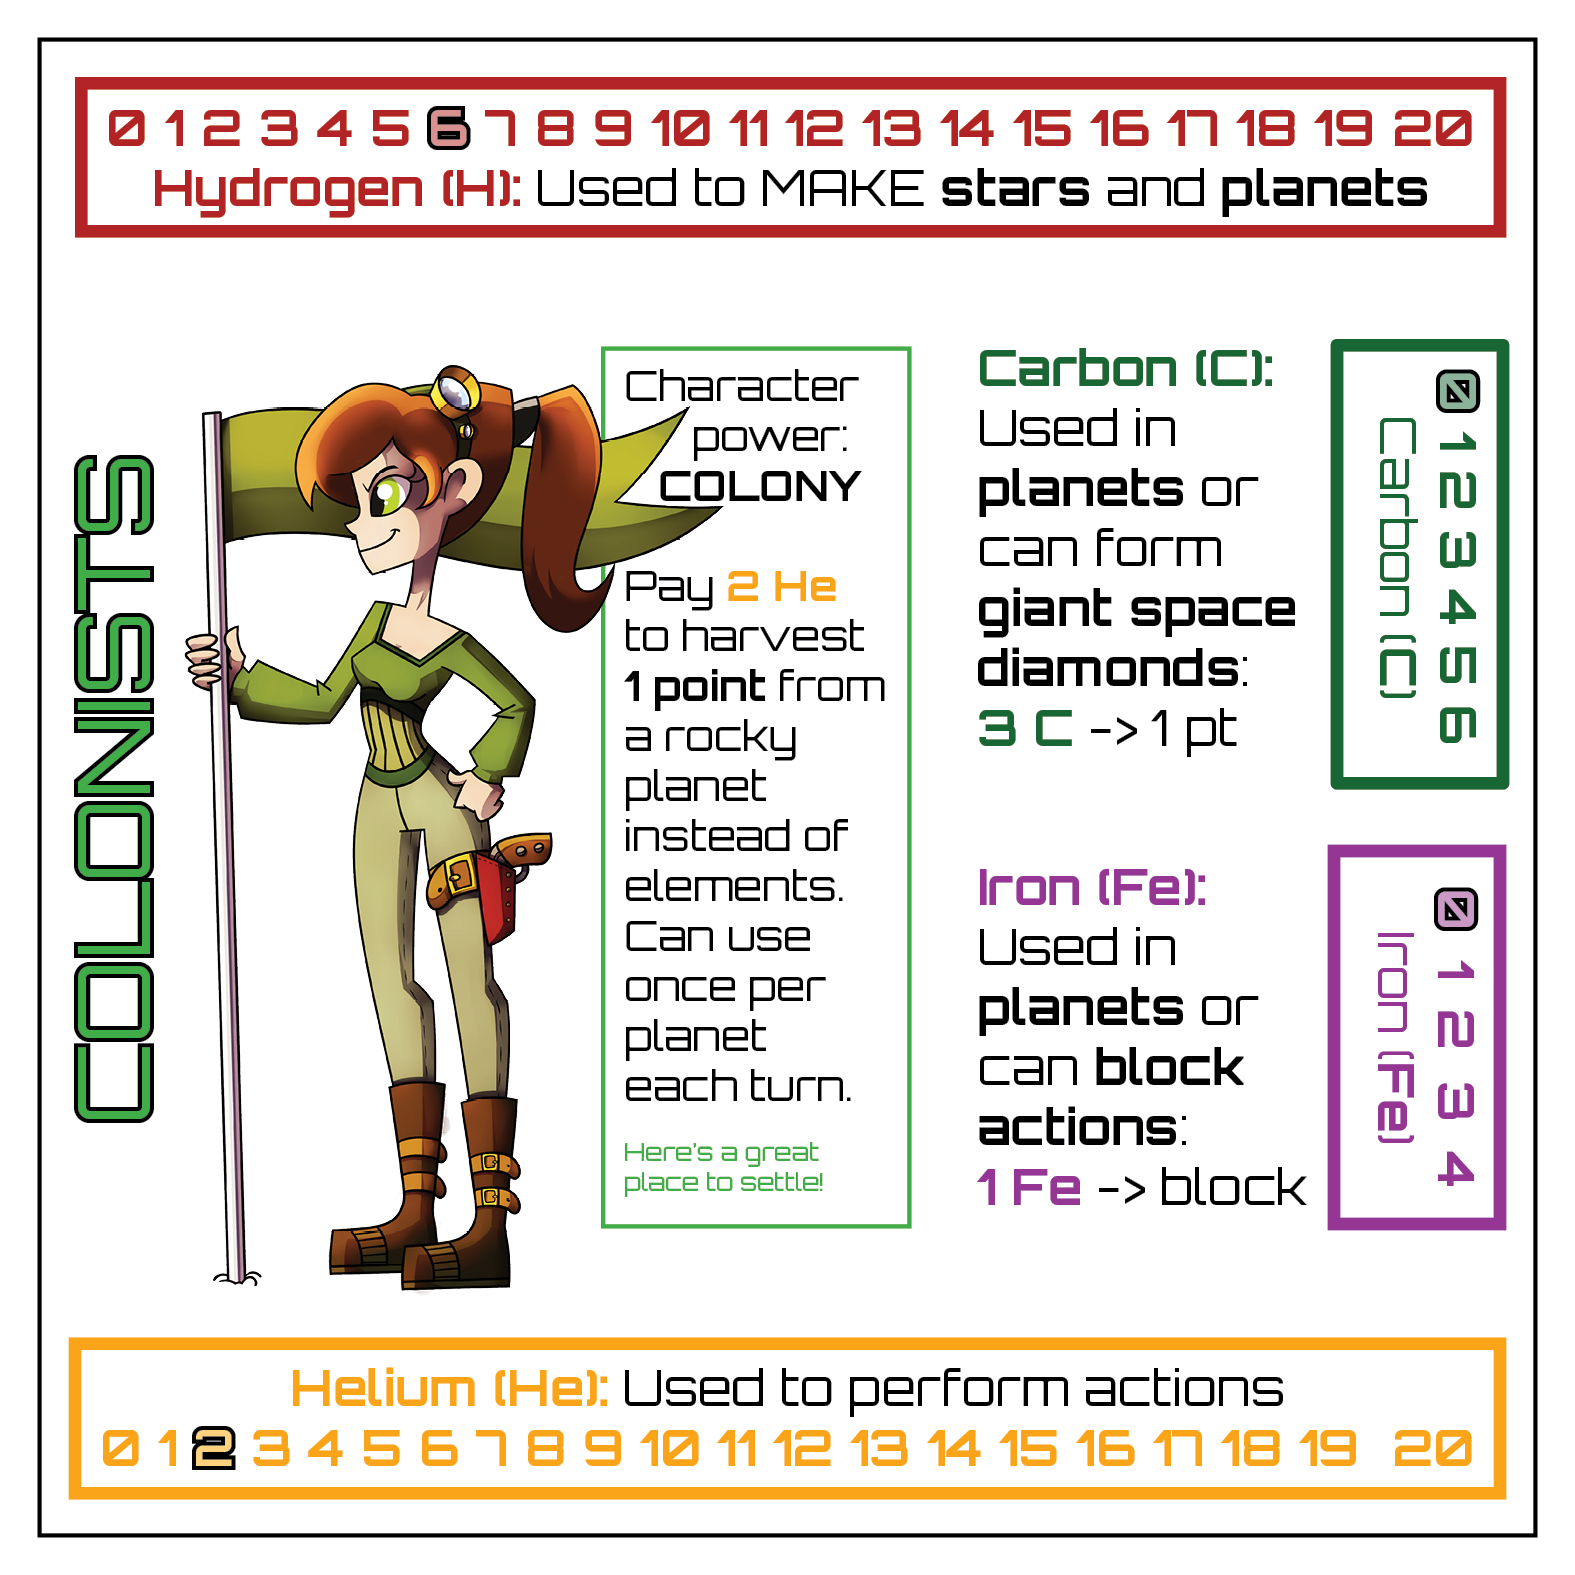 0 1 2 3 4 5 6 7 8 9 10 11 12 13 14 15 16 17 18 19 20
Hydrogen (H): Used to MAKE stars and planets
COLONISTS
Character
power:
COLONY
Pay 2 He
to harvest
1 point from
a rocky
planet
instead of
elements.
Can use
once per
planet
each turn.
Here's a great
place to settle!
Carbon (C):
Used in
planets or
can form
giant space
diamonds:
3 C -> 1 pt
0 1 2 3 4 5 6
Carbon (C)
Iron (Fe):
Used in
planets or
can block
actions:
1 Fe -> block
0 1 2 3 4
Iron (Fe)
Helium (He): Used to perform actions
0 1 2 3 4 5 6 7 8 9 10 11 12 13 14 15 16 17 18 19 20